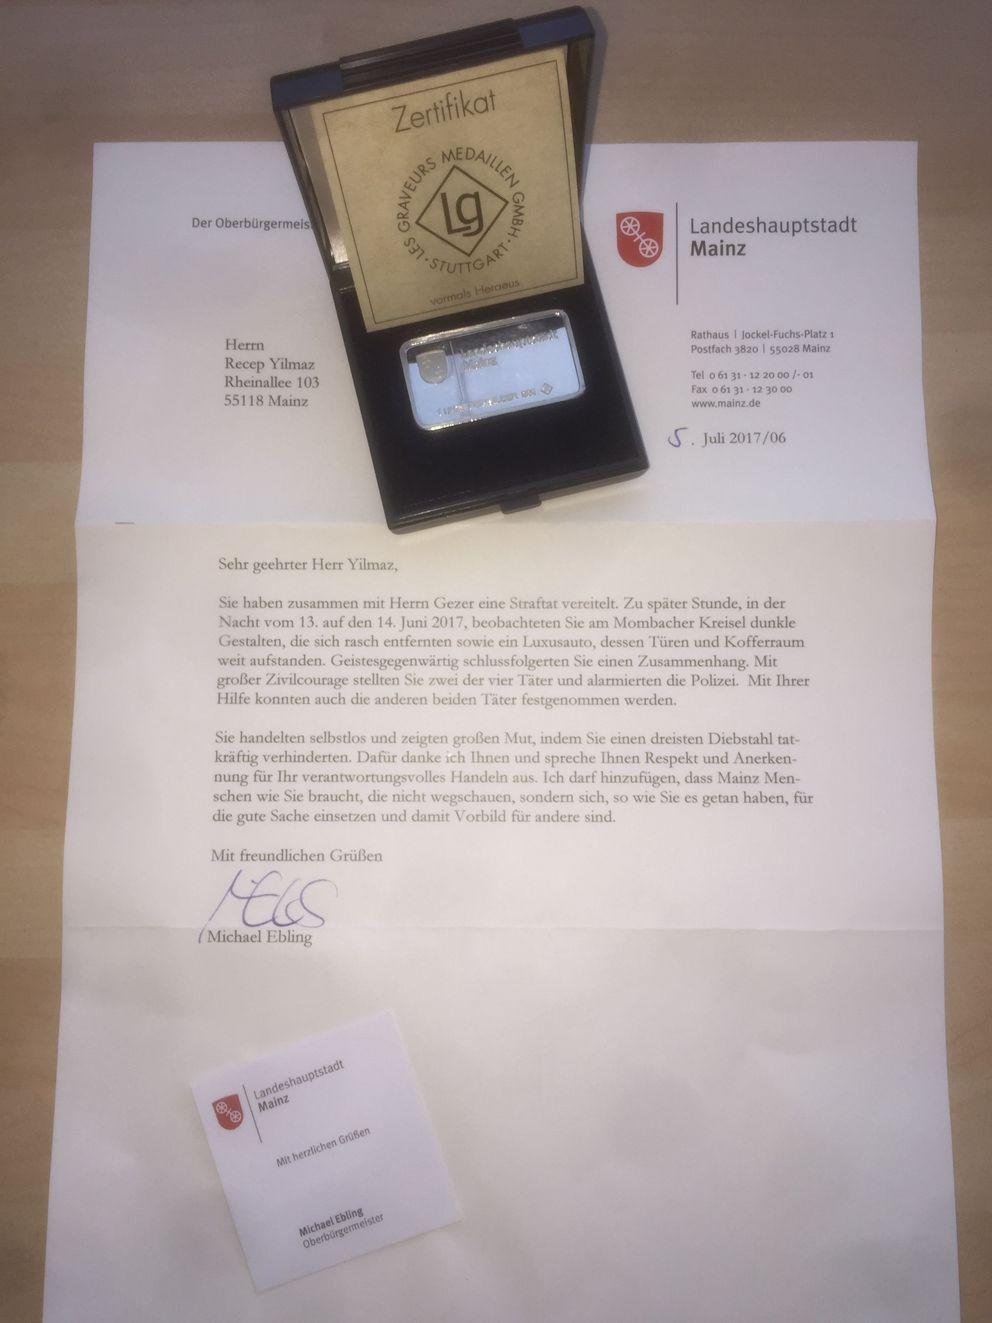 Zertifikat
LES GRAVEURS MEDAILLEN GMBH · STUTTGART ·
Lg
vormals Heraeus
Landeshauptstadt
Mainz
Der Oberbürgermeist
Landeshauptstadt
Mainz
Herrn
Recep Yilmaz
Rheinallee 103
55118 Mainz
Rathaus | Jockel-Fuchs-Platz 1
Postfach 3820 | 55028 Mainz
Tel 0 61 31 - 12 20 00 /- 01
Fax 0 61 31 - 12 30 00
www.mainz.de
5. Juli 2017/06
Sehr geehrter Herr Yilmaz,
Sie haben zusammen mit Herrn Gezer eine Straftat vereitelt. Zu später Stunde, in der
Nacht vom 13. auf den 14. Juni 2017, beobachteten Sie am Mombacher Kreisel dunkle
Gestalten, die sich rasch entfernten sowie ein Luxusauto, dessen Türen und Kofferraum
weit aufstanden. Geistesgegenwärtig schlussfolgerten Sie einen Zusammenhang. Mit
großer Zivilcourage stellten Sie zwei der vier Täter und alarmierten die Polizei. Mit Ihrer
Hilfe konnten auch die anderen beiden Täter festgenommen werden.
Sie handelten selbstlos und zeigten großen Mut, indem Sie einen dreisten Diebstahl tat-
kräftig verhinderten. Dafür danke ich Ihnen und spreche Ihnen Respekt und Anerken-
nung für Ihr verantwortungsvolles Handeln aus. Ich darf hinzufügen, dass Mainz Men-
schen wie Sie braucht, die nicht wegschauen, sondern sich, so wie Sie es getan haben, für
die gute Sache einsetzen und damit Vorbild für andere sind.
Mit freundlichen Grüßen
Michael Ebling
Landeshauptstadt
Mainz
Mit herzlichen Grüßen
Michael Ebling
Oberbürgermeister